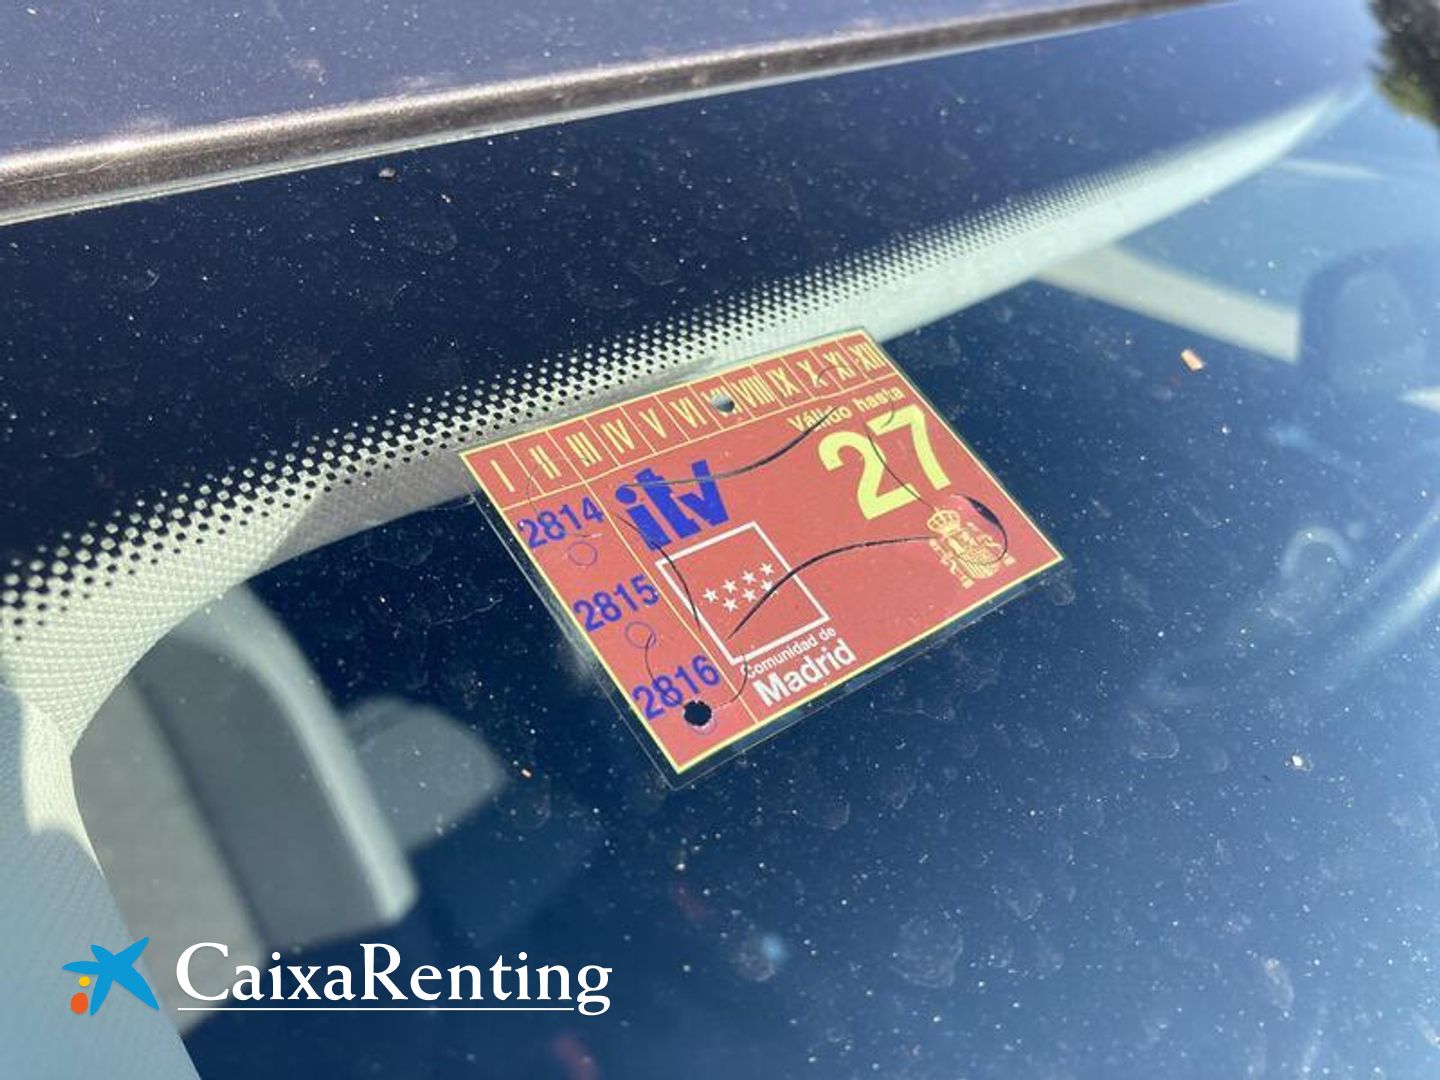 I II III IV V VI VII VIII IX X XI XII
Válido hasta
27
itv
2814
2815
2816
Comunidad de
Madrid
CaixaRenting